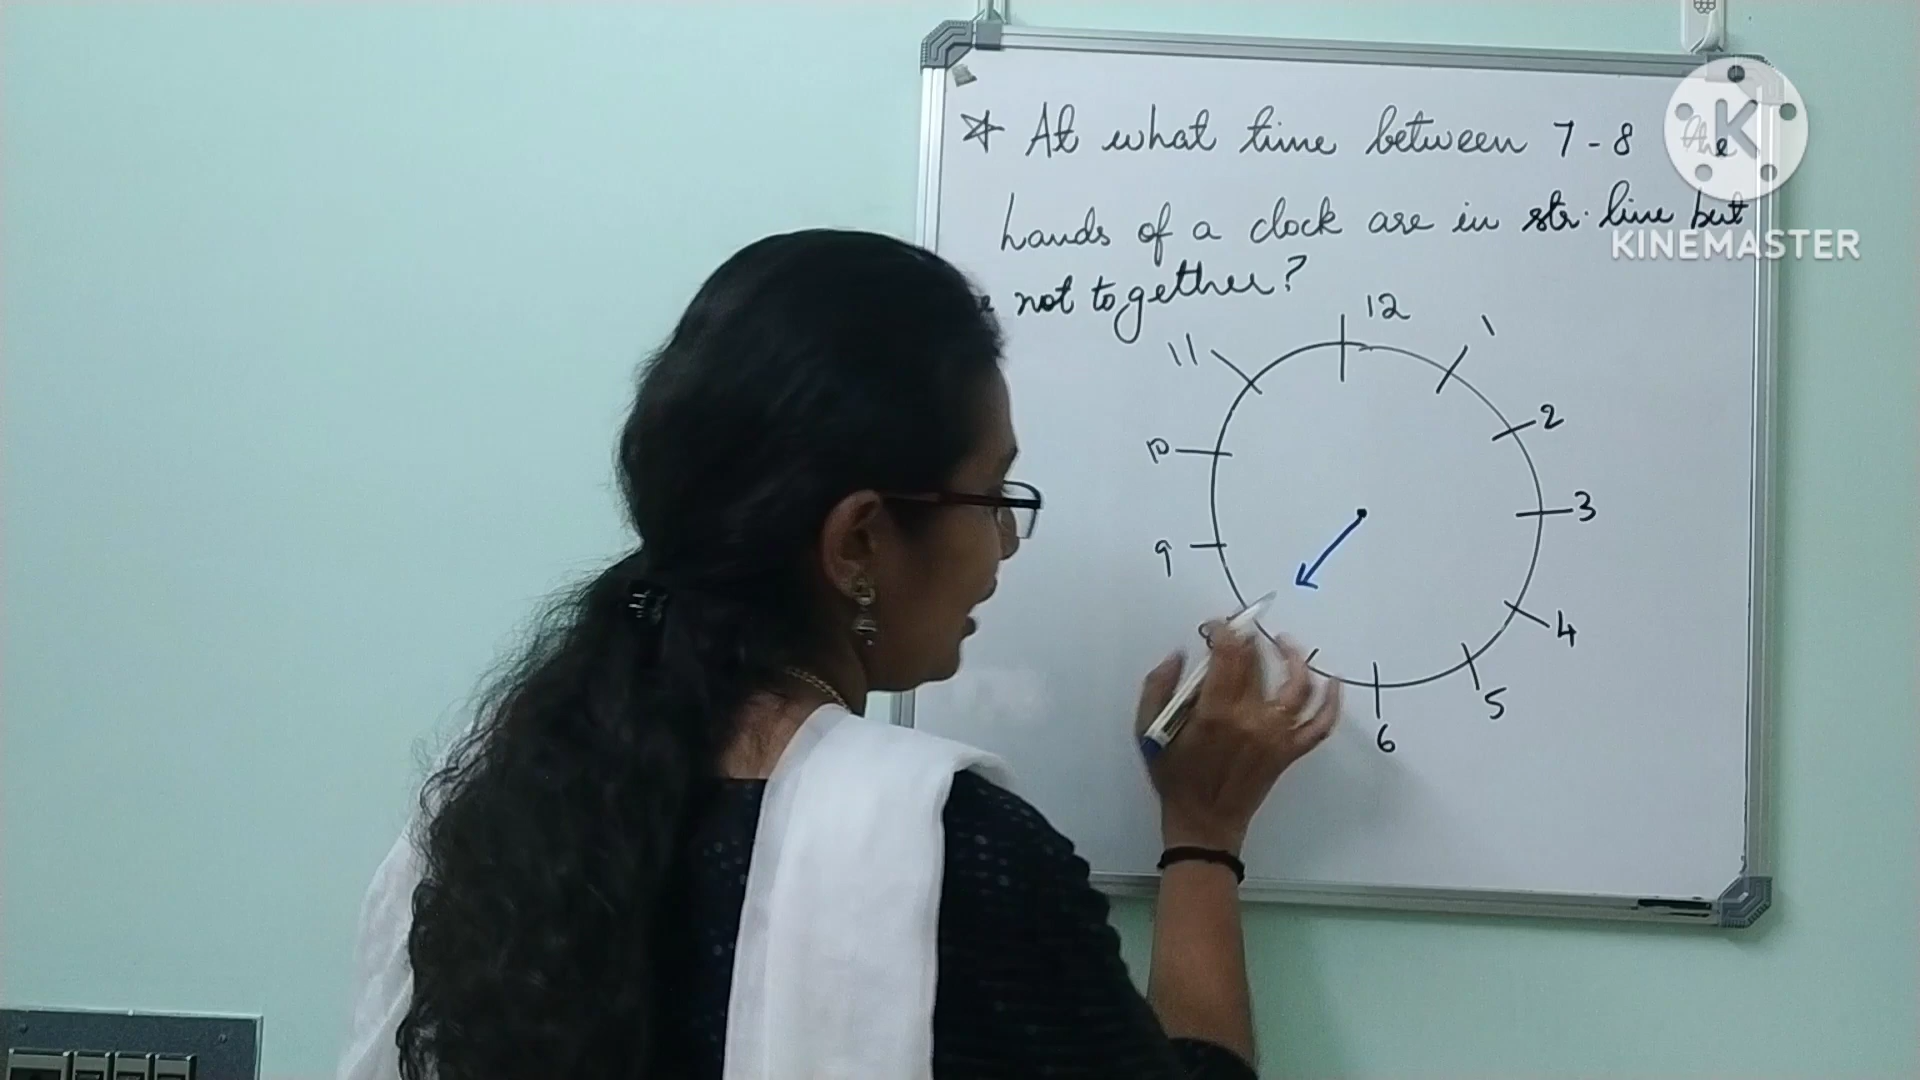 At what time between 7-8 the
hands of a clock are in str. line but
not together?
12
1
11
2
10
3
9
4
5
6
K
KINEMASTER